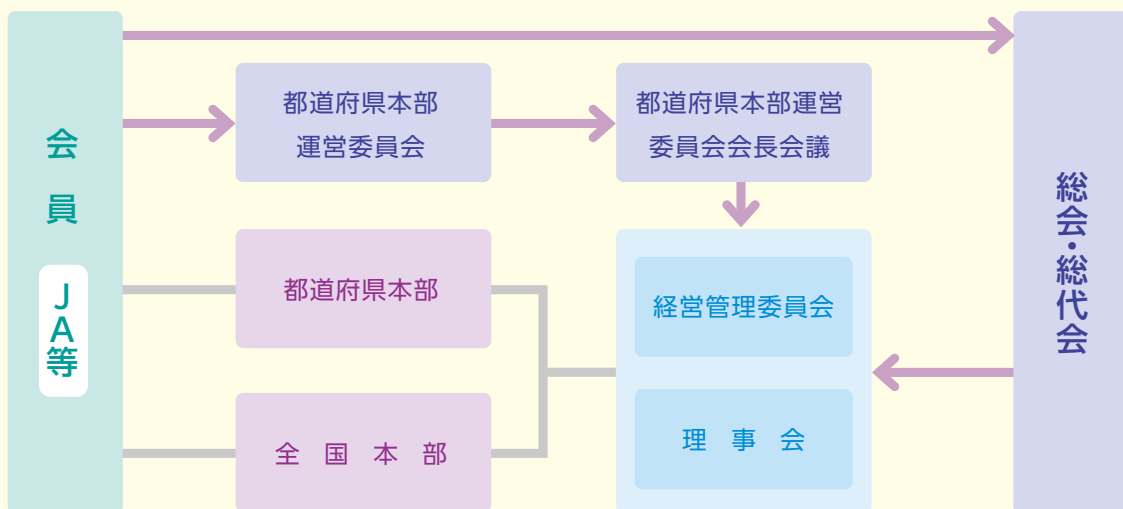 会員
JA等
都道府県本部
運営委員会
都道府県本部運営
委員会会長会議
都道府県本部
全国本部
経営管理委員会
理事会
総会・総代会